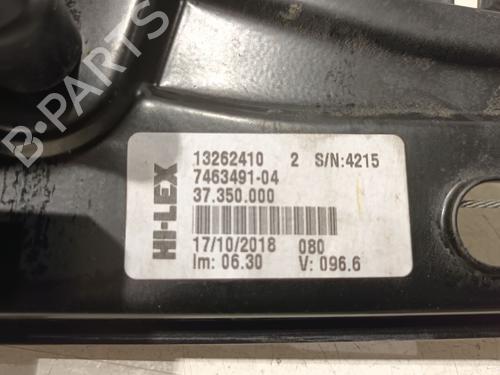 B-PARTS
HI-LEX
13262410 2 S/N:4215
7463491-04
37.350.000
17/10/2018 080
Im: 06.30 V: 096.6